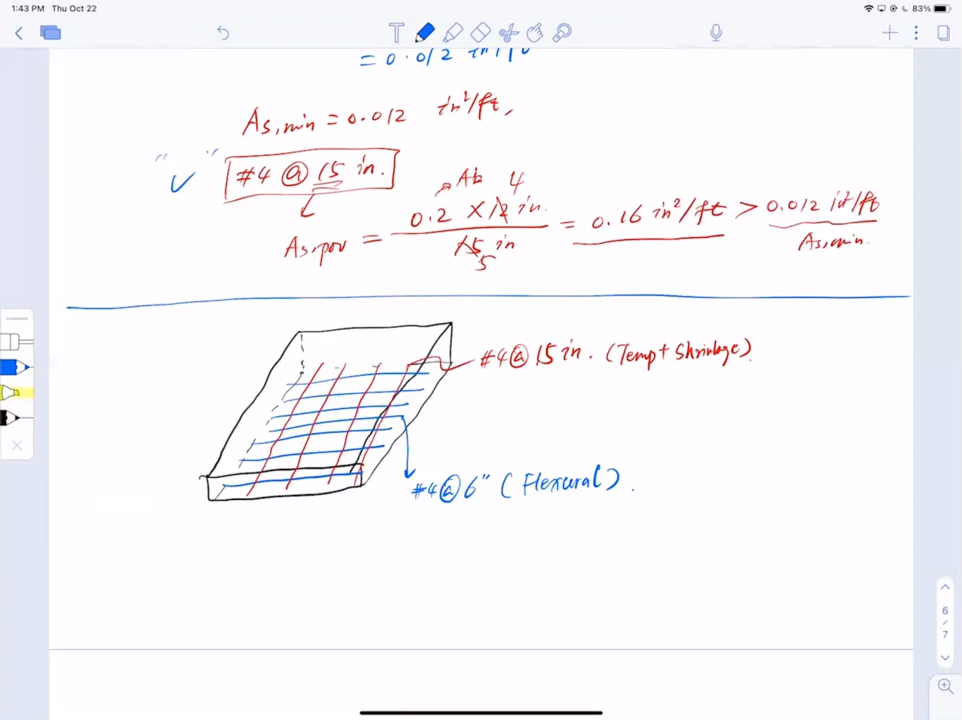 1:43 PM Thu Oct 22
83%
= 0.012 in²/f
As,min = 0.012 in²/ft,
"✓" #4 @ 15 in.
Ab 4
As,prov = 0.2 × 12 in. / 15 in = 0.16 in²/ft > 0.012 in²/ft
5
As,min.
#4@15 in. (Temp+Shrinkage)
#4@6" (Flexural).
6
/
7